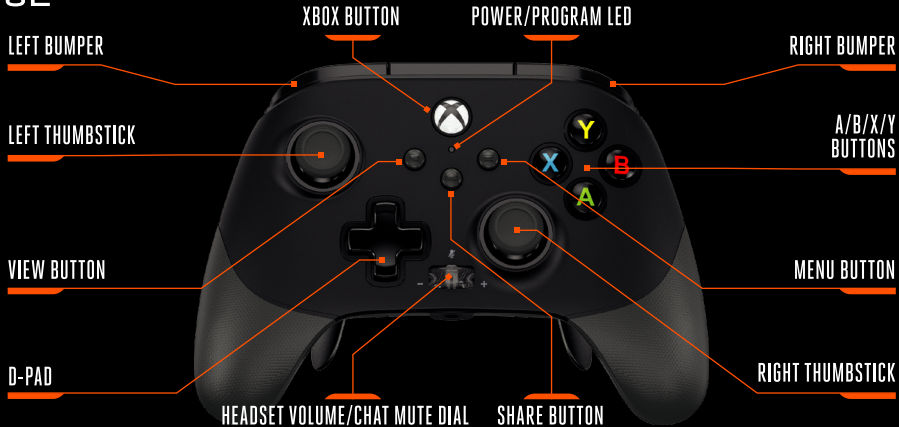 XBOX BUTTON
POWER/PROGRAM LED
LEFT BUMPER
RIGHT BUMPER
LEFT THUMBSTICK
A/B/X/Y
BUTTONS
Y
X
B
A
VIEW BUTTON
MENU BUTTON
- +
D-PAD
RIGHT THUMBSTICK
HEADSET VOLUME/CHAT MUTE DIAL
SHARE BUTTON